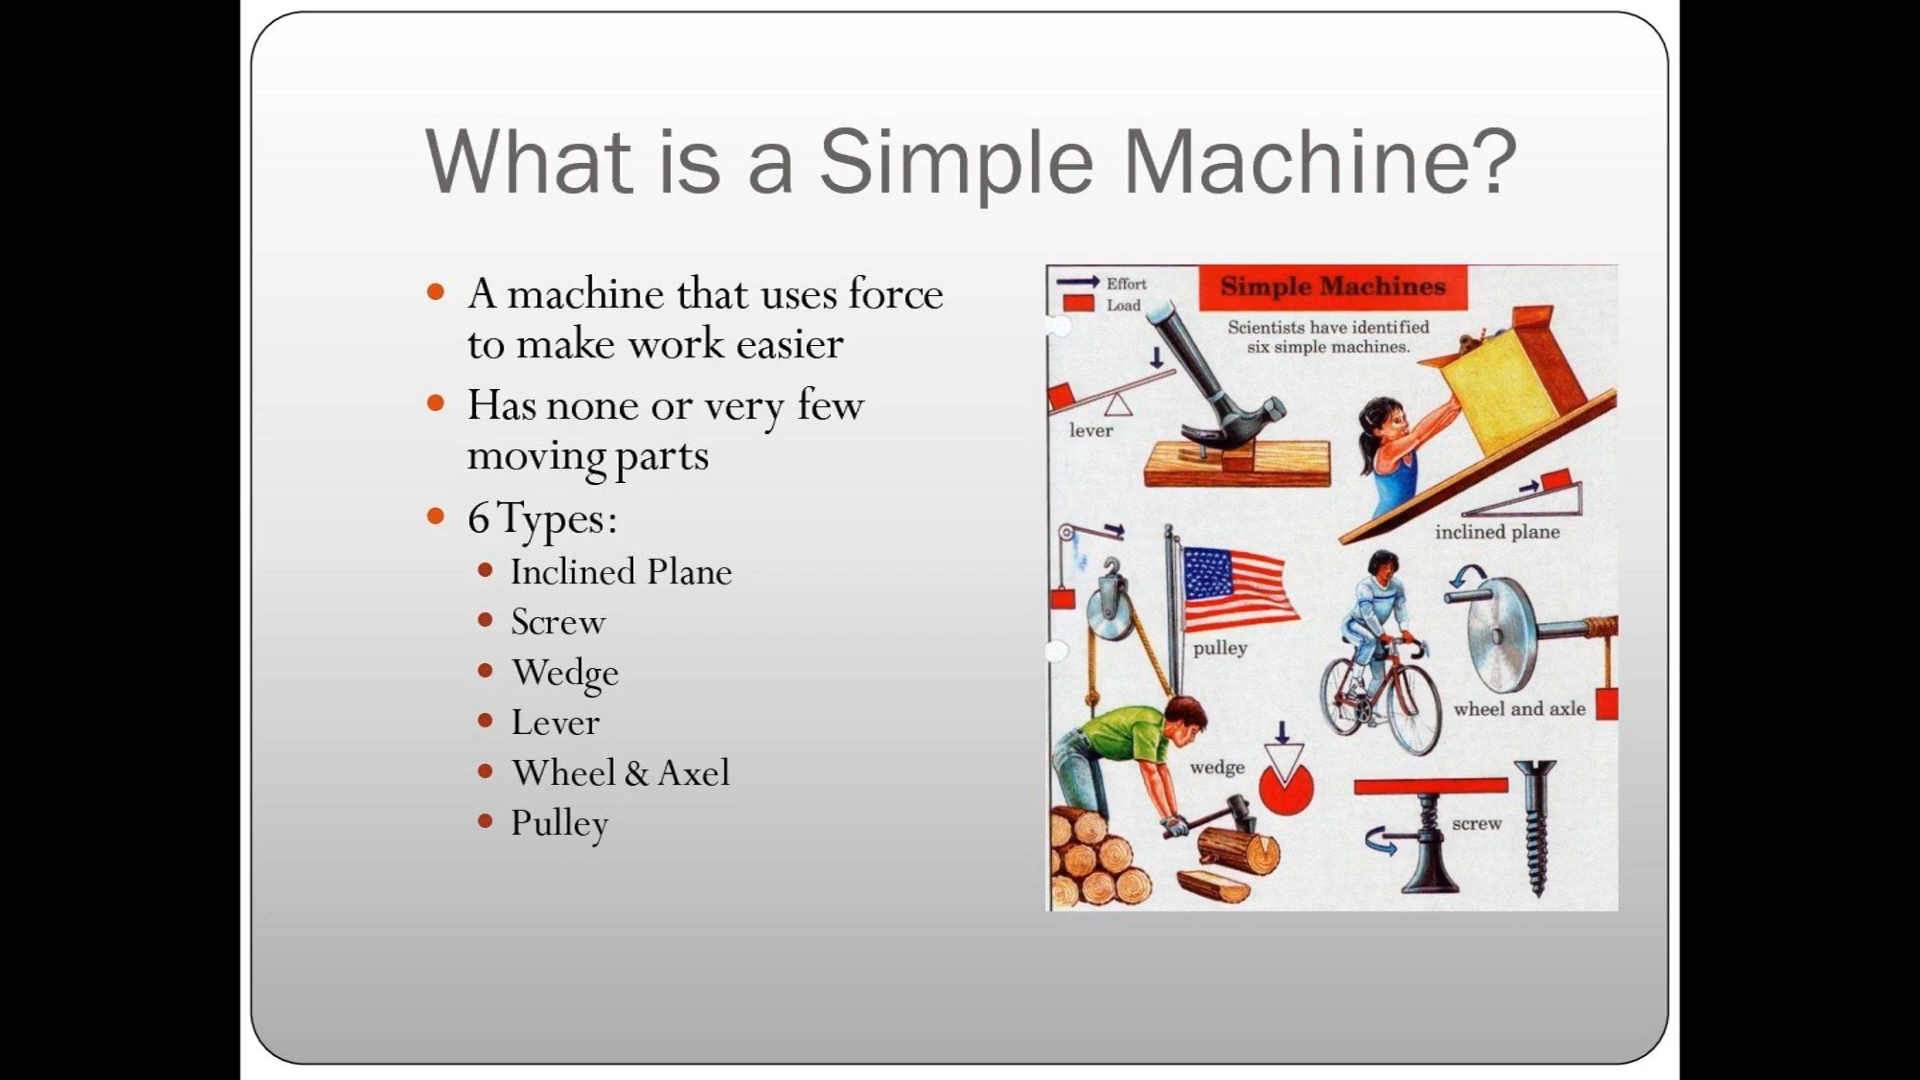 What is a Simple Machine?
• A machine that uses force
to make work easier
• Has none or very few
moving parts
• 6 Types:
• Inclined Plane
• Screw
• Wedge
• Lever
• Wheel & Axel
• Pulley
Effort
Load
Simple Machines
Scientists have identified
six simple machines.
lever
inclined plane
pulley
wheel and axle
wedge
screw